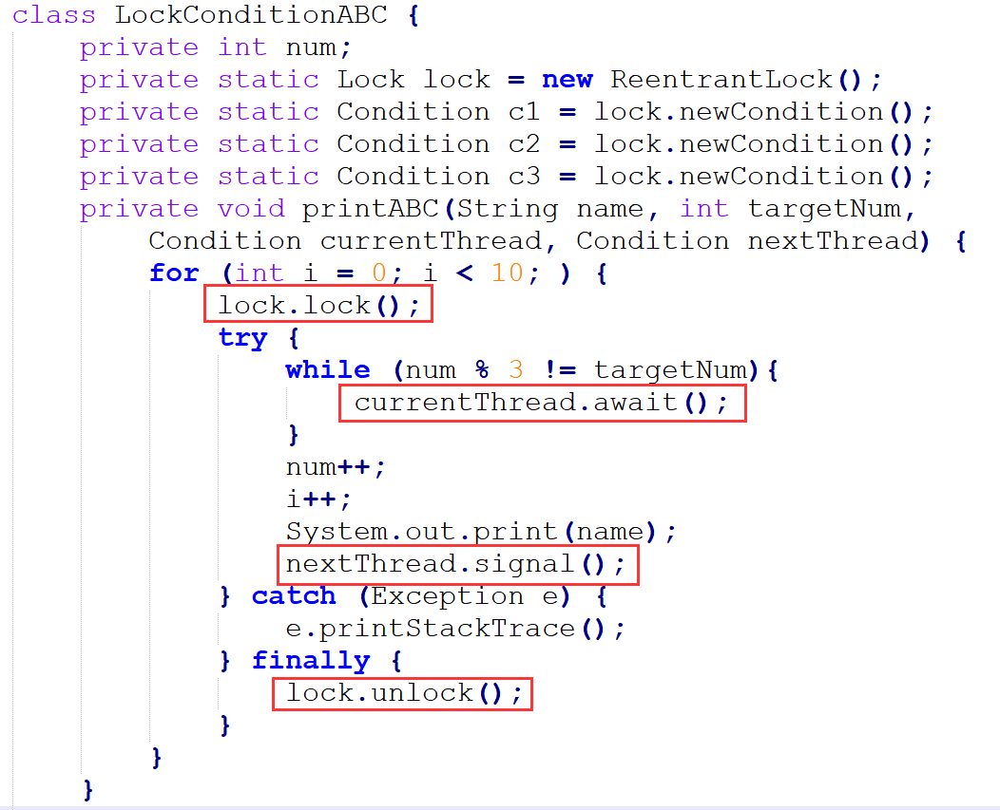 class LockConditionABC {
    private int num;
    private static Lock lock = new ReentrantLock();
    private static Condition c1 = lock.newCondition();
    private static Condition c2 = lock.newCondition();
    private static Condition c3 = lock.newCondition();
    private void printABC(String name, int targetNum,
        Condition currentThread, Condition nextThread) {
        for (int i = 0; i < 10; ) {
            lock.lock();
            try {
                while (num % 3 != targetNum){
                    currentThread.await();
                }
                num++;
                i++;
                System.out.print(name);
                nextThread.signal();
            } catch (Exception e) {
                e.printStackTrace();
            } finally {
                lock.unlock();
            }
        }
    }